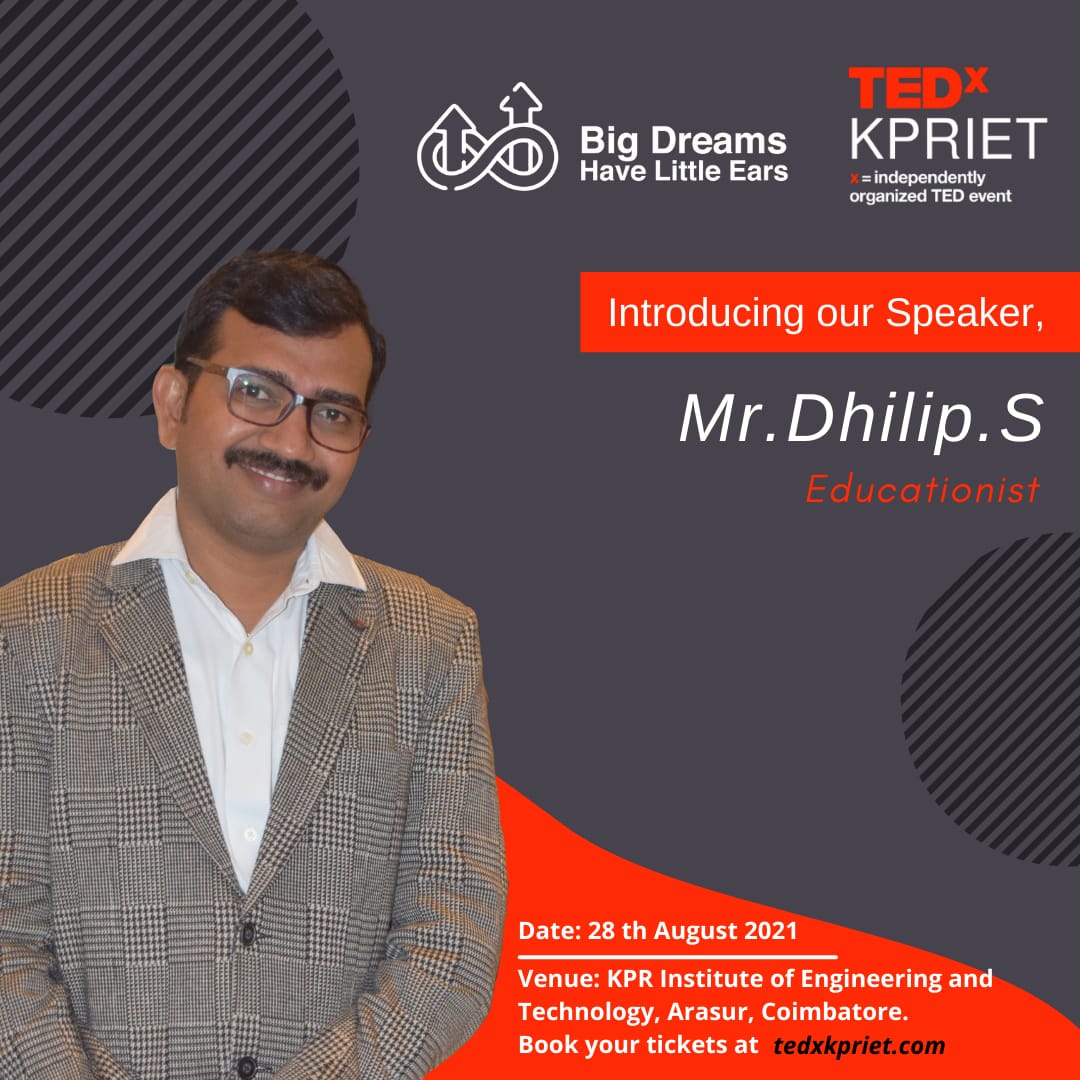 Big Dreams
Have Little Ears
TEDx
KPRIET
x = independently
organized TED event
Introducing our Speaker,
Mr.Dhilip.S
Educationist
Date: 28 th August 2021
Venue: KPR Institute of Engineering and
Technology, Arasur, Coimbatore.
Book your tickets at tedxkpriet.com